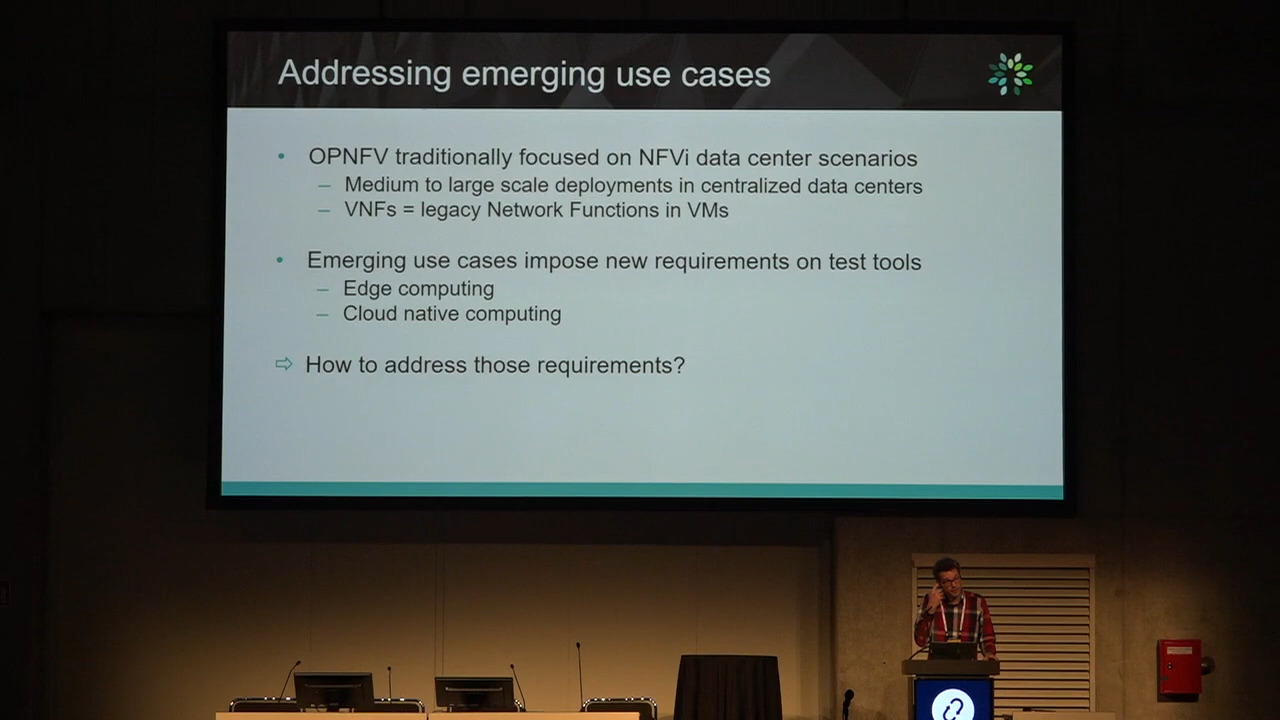 Addressing emerging use cases
• OPNFV traditionally focused on NFVi data center scenarios
– Medium to large scale deployments in centralized data centers
– VNFs = legacy Network Functions in VMs
• Emerging use cases impose new requirements on test tools
– Edge computing
– Cloud native computing
⇨ How to address those requirements?